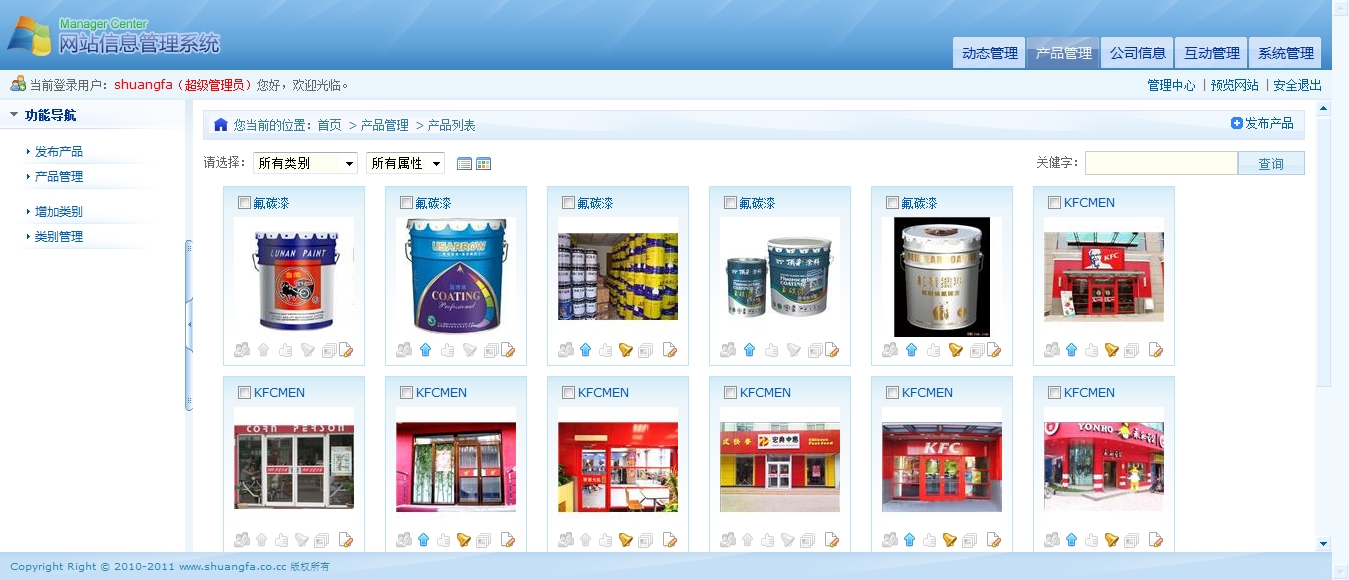 Manager Center
网站信息管理系统
动态管理 产品管理 公司信息 互动管理 系统管理
当前登录用户：shuangfa（超级管理员）您好，欢迎光临。
管理中心 | 预览网站 | 安全退出
功能导航
发布产品
产品管理
增加类别
类别管理
您当前的位置：首页 > 产品管理 > 产品列表
发布产品
请选择： 所有类别 所有属性
关健字： 查询
氟碳漆 氟碳漆 氟碳漆 氟碳漆 氟碳漆 KFCMEN
LUNAN PAINT
USARROW
COATING
Professional
COATING
KFC
KFCMEN KFCMEN KFCMEN KFCMEN KFCMEN KFCMEN
CORN PERSON
KFC
YONHO
Copyright Right © 2010-2011 www.shuangfa.co.cc 版权所有